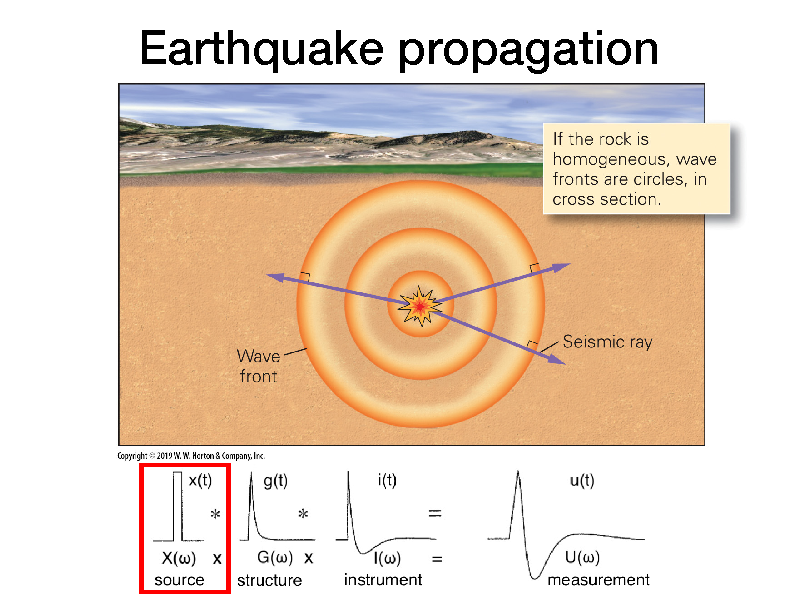 Earthquake propagation
If the rock is
homogeneous, wave
fronts are circles, in
cross section.
Seismic ray
Wave
front
Copyright © 2019 W. W. Norton & Company, Inc.
x(t) g(t) i(t) u(t)
* * =
X(ω) x G(ω) x I(ω) = U(ω)
source structure instrument measurement